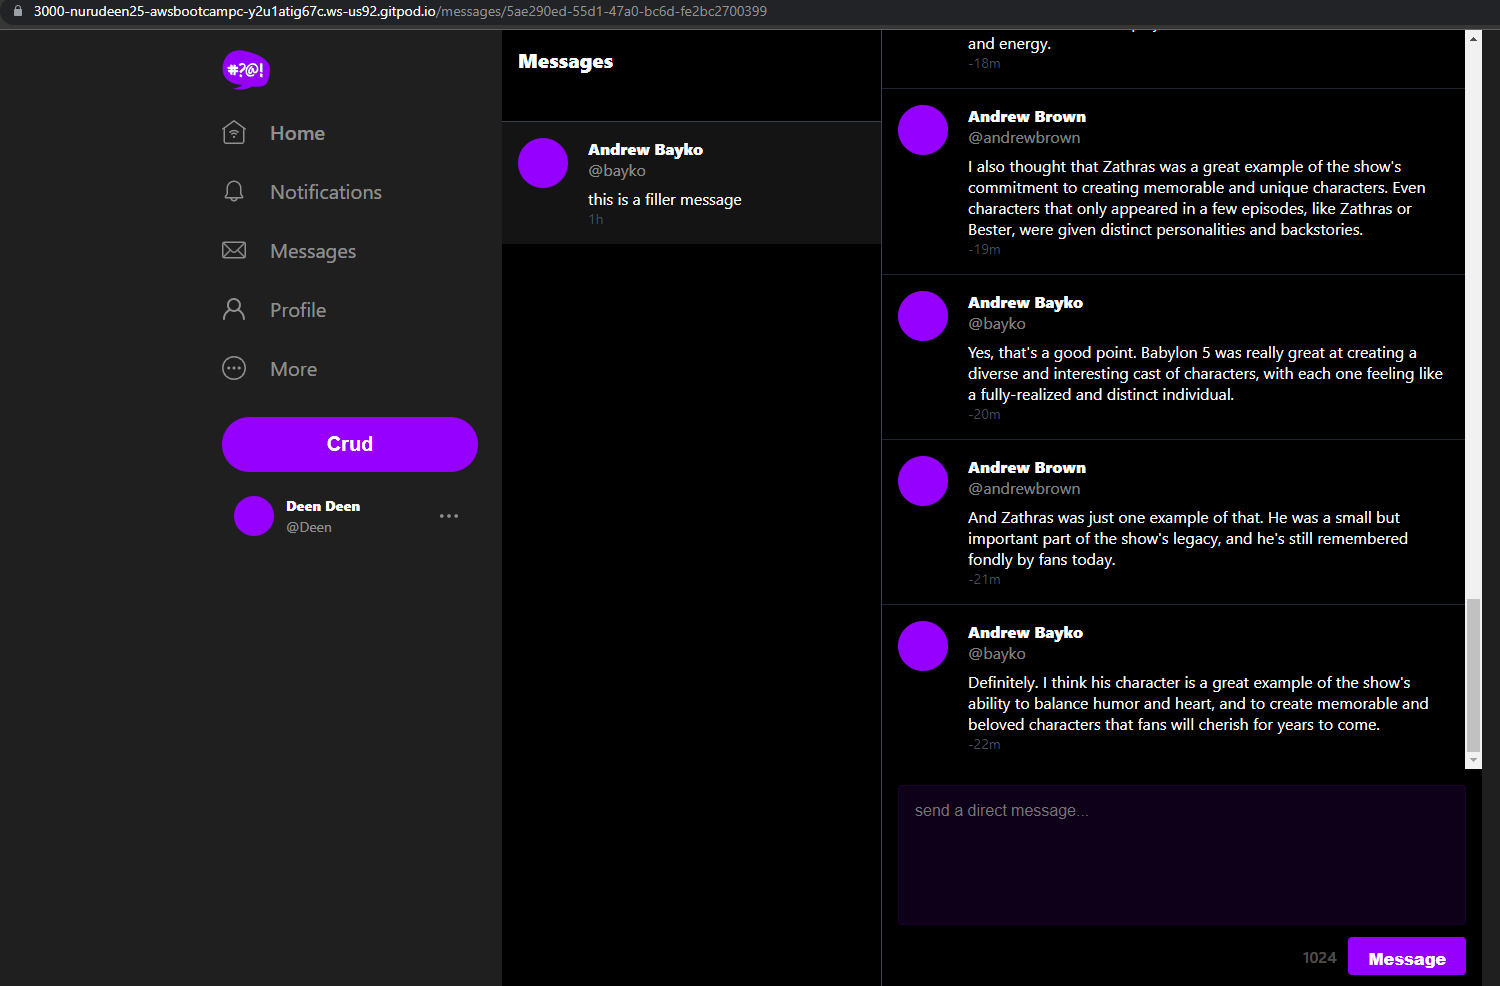 3000-nurudeen25-awsbootcampc-y2u1atig67c.ws-us92.gitpod.io/messages/5ae290ed-55d1-47a0-bc6d-fe2bc2700399
#?@!
Home
Notifications
Messages
Profile
More
Crud
Deen Deen
@Deen
Messages
Andrew Bayko
@bayko
this is a filler message
1h
and energy.
-18m
Andrew Brown
@andrewbrown
I also thought that Zathras was a great example of the show's
commitment to creating memorable and unique characters. Even
characters that only appeared in a few episodes, like Zathras or
Bester, were given distinct personalities and backstories.
-19m
Andrew Bayko
@bayko
Yes, that's a good point. Babylon 5 was really great at creating a
diverse and interesting cast of characters, with each one feeling like
a fully-realized and distinct individual.
-20m
Andrew Brown
@andrewbrown
And Zathras was just one example of that. He was a small but
important part of the show's legacy, and he's still remembered
fondly by fans today.
-21m
Andrew Bayko
@bayko
Definitely. I think his character is a great example of the show's
ability to balance humor and heart, and to create memorable and
beloved characters that fans will cherish for years to come.
-22m
send a direct message...
1024
Message